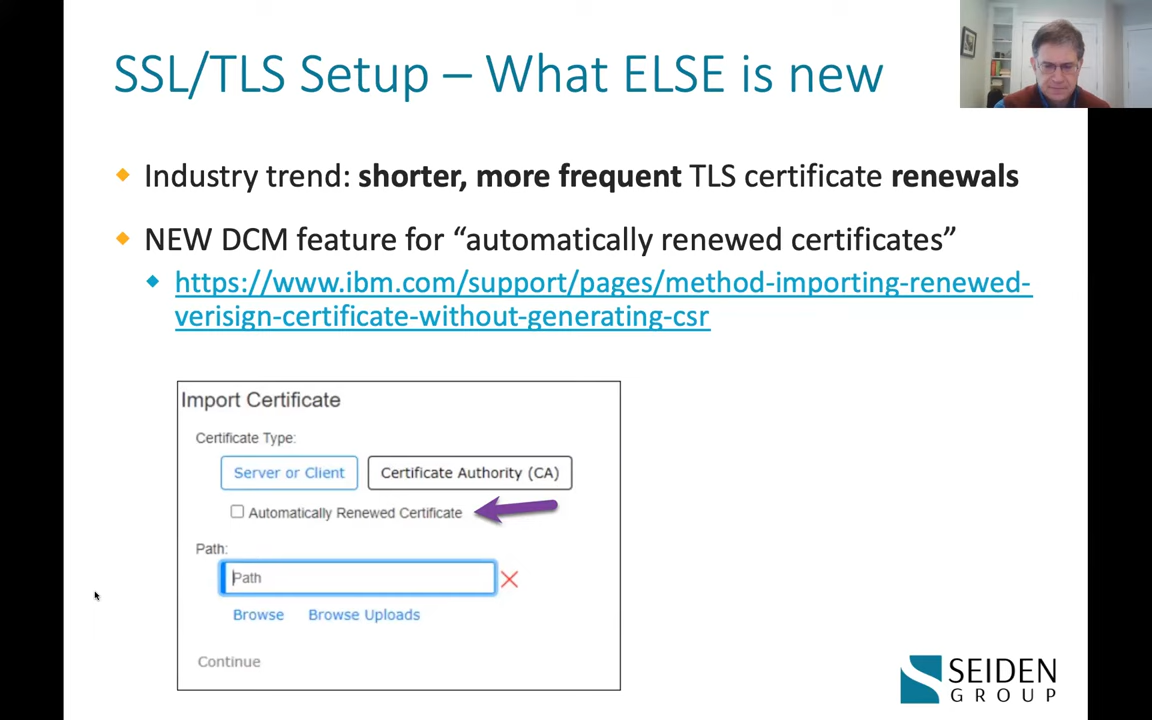 SSL/TLS Setup – What ELSE is new
Industry trend: shorter, more frequent TLS certificate renewals
NEW DCM feature for “automatically renewed certificates”
https://www.ibm.com/support/pages/method-importing-renewed-
verisign-certificate-without-generating-csr
Import Certificate
Certificate Type:
Server or Client
Certificate Authority (CA)
Automatically Renewed Certificate
Path:
Path
Browse
Browse Uploads
Continue
SEIDEN
GROUP